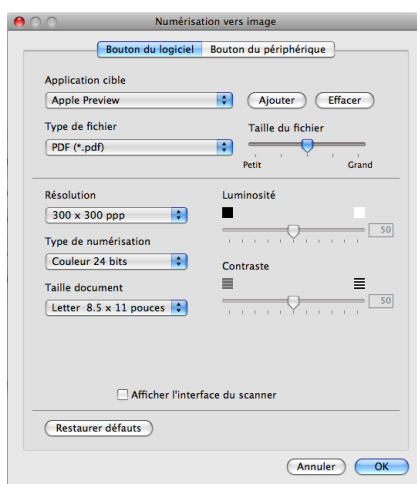 Numérisation vers image
Bouton du logiciel Bouton du périphérique
Application cible
Apple Preview Ajouter Effacer
Type de fichier Taille du fichier
PDF (*.pdf)
Petit Grand
Résolution Luminosité
300 x 300 ppp
50
Type de numérisation
Couleur 24 bits
Contraste
Taille document
Letter 8.5 x 11 pouces 50
Afficher l'interface du scanner
Restaurer défauts
Annuler OK